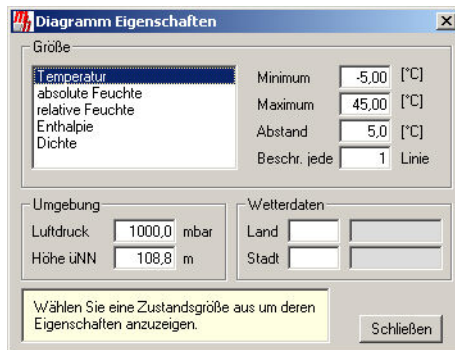 Diagramm Eigenschaften
Größe
Temperatur
absolute Feuchte
relative Feuchte
Enthalpie
Dichte
Minimum -5,00 [°C]
Maximum 45,00 [°C]
Abstand 5,0 [°C]
Beschr. jede 1 Linie
Umgebung
Luftdruck 1000,0 mbar
Höhe üNN 108,8 m
Wetterdaten
Land
Stadt
Wählen Sie eine Zustandsgröße aus um deren
Eigenschaften anzuzeigen.
Schließen